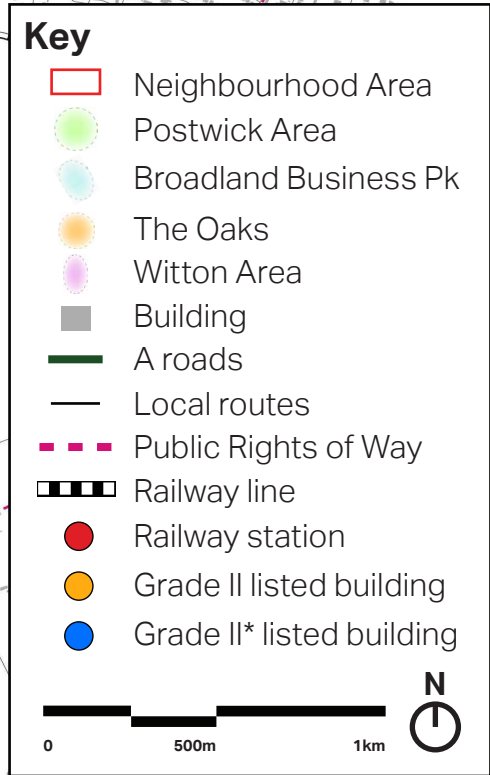 Key
Neighbourhood Area
Postwick Area
Broadland Business Pk
The Oaks
Witton Area
Building
A roads
Local routes
Public Rights of Way
Railway line
Railway station
Grade II listed building
Grade II* listed building
N
0 500m 1km